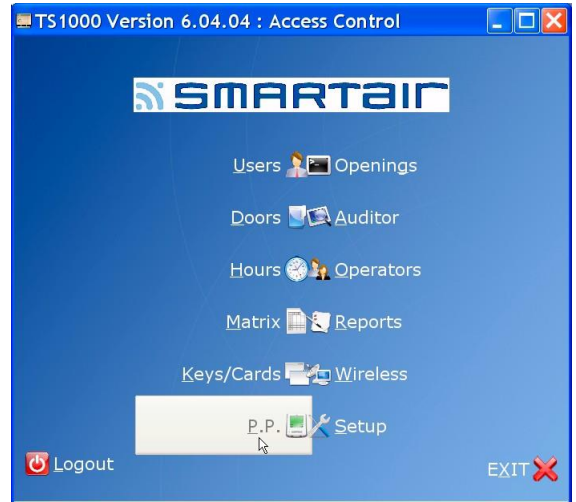 TS1000 Version 6.04.04 : Access Control
SMARTair
Users Openings
Doors Auditor
Hours Operators
Matrix Reports
Keys/Cards Wireless
P.P. Setup
Logout
EXIT